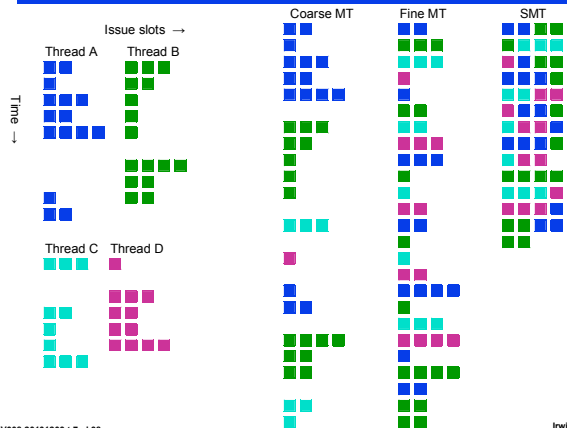 Coarse MT
Fine MT
SMT
Issue slots →
Thread A
Thread B
Time →
Thread C
Thread D